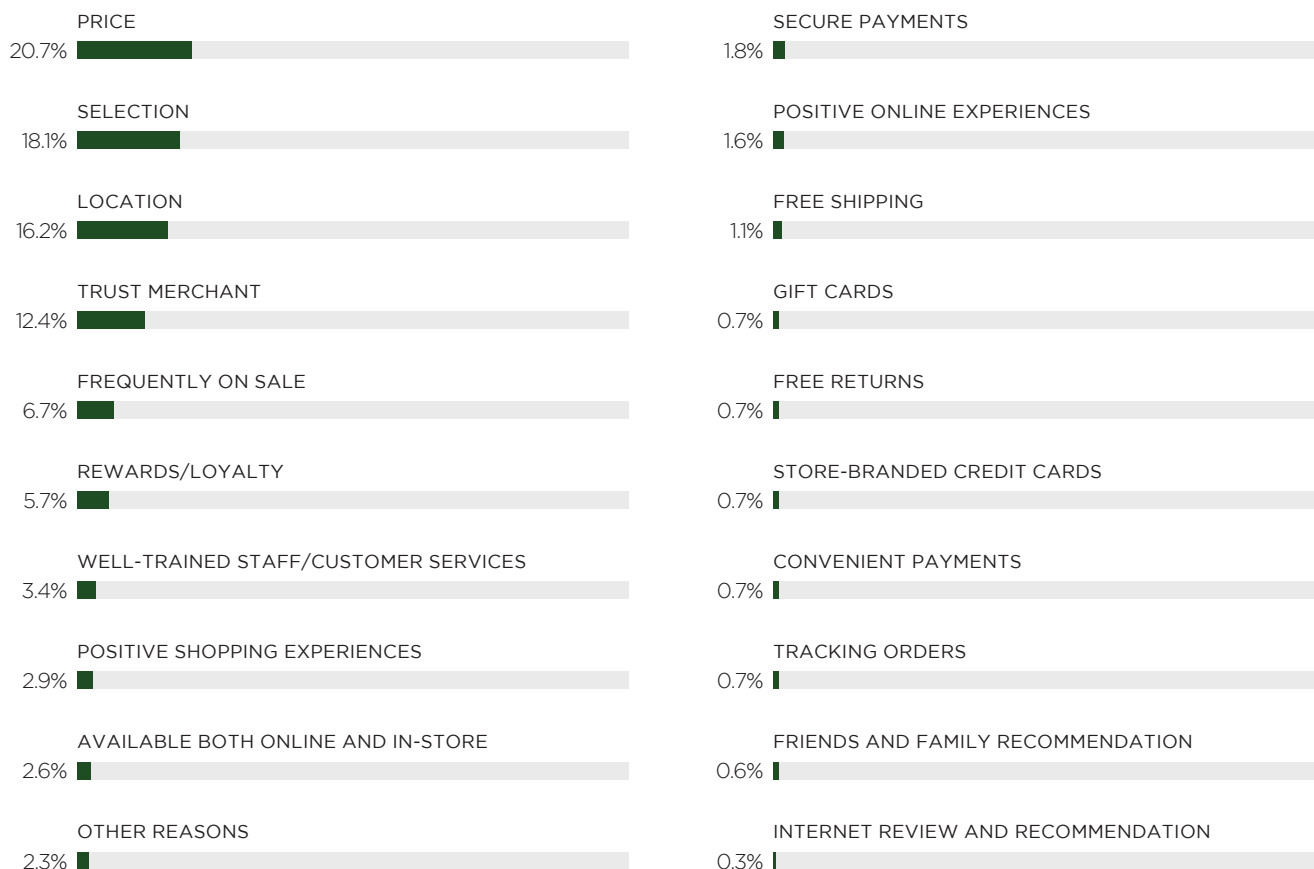 PRICE
20.7%
SELECTION
18.1%
LOCATION
16.2%
TRUST MERCHANT
12.4%
FREQUENTLY ON SALE
6.7%
REWARDS/LOYALTY
5.7%
WELL-TRAINED STAFF/CUSTOMER SERVICES
3.4%
POSITIVE SHOPPING EXPERIENCES
2.9%
AVAILABLE BOTH ONLINE AND IN-STORE
2.6%
OTHER REASONS
2.3%
SECURE PAYMENTS
1.8%
POSITIVE ONLINE EXPERIENCES
1.6%
FREE SHIPPING
1.1%
GIFT CARDS
0.7%
FREE RETURNS
0.7%
STORE-BRANDED CREDIT CARDS
0.7%
CONVENIENT PAYMENTS
0.7%
TRACKING ORDERS
0.7%
FRIENDS AND FAMILY RECOMMENDATION
0.6%
INTERNET REVIEW AND RECOMMENDATION
0.3%